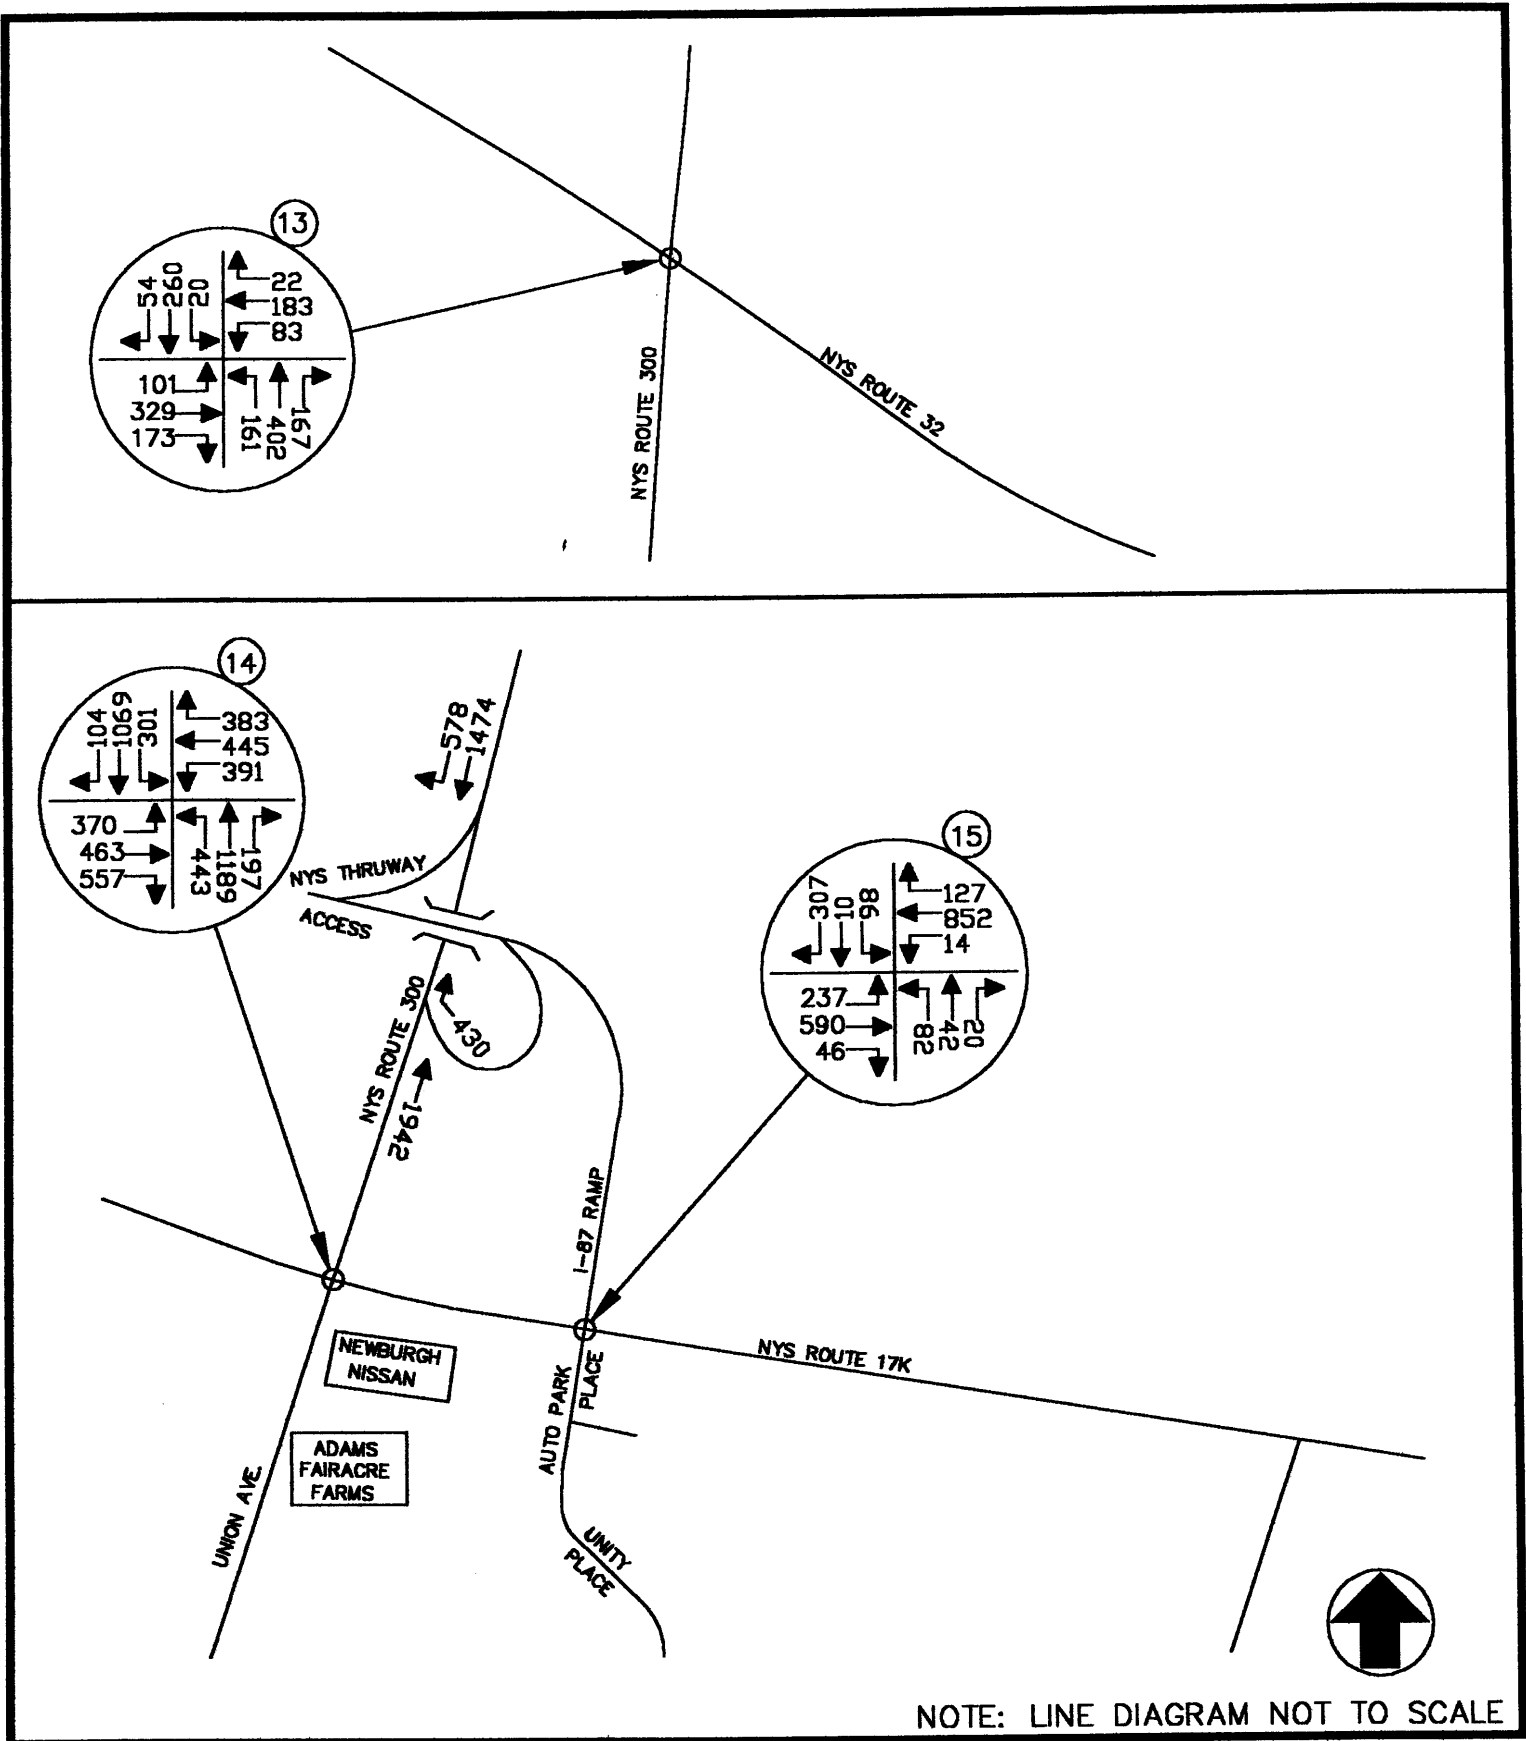 13
54
260
20
22
183
83
101
329
173
161
402
167
NYS ROUTE 300
NYS ROUTE 32
14
104
1069
301
383
445
391
370
463
557
443
1189
197
578
1474
NYS THRUWAY
ACCESS
NYS ROUTE 300
430
1942
15
307
10
98
127
852
14
237
590
46
82
42
20
I-87 RAMP
NEWBURGH
NISSAN
ADAMS
FAIRACRE
FARMS
UNION AVE.
AUTO PARK
PLACE
NYS ROUTE 17K
UNITY
PLACE
NOTE: LINE DIAGRAM NOT TO SCALE